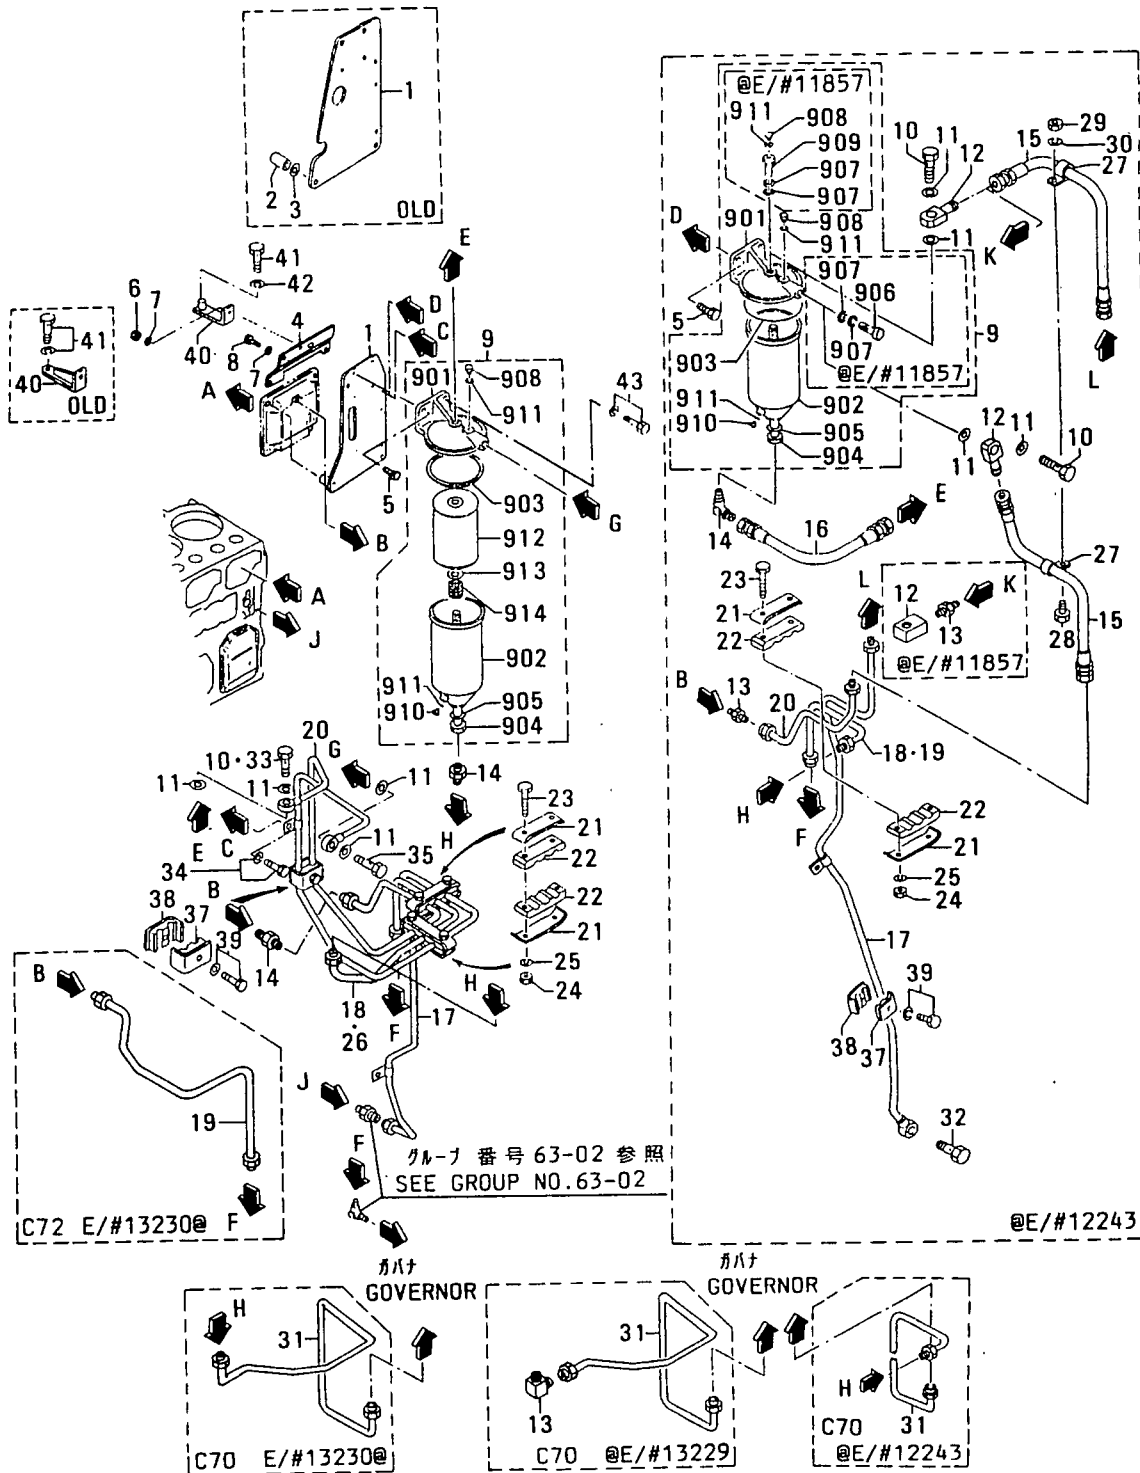 1
2
3
OLD
@E/#11857
911
908
909
907
907
901
908
911
D
5
907
906
907
@E/#11857
903
902
911
910
905
904
9
10
11
12
15
29
30
27
11
K
L
E
41
42
6
7
4
1
D
C
40
8
7
A
41
40
OLD
9
901
908
911
43
903
5
B
G
912
913
914
902
911
910
905
904
14
H
A
J
12
11
11
10
14
16
E
23
21
22
L
12
K
13
@E/#11857
27
28
15
B
13
20
18・19
H
F
22
21
25
24
17
39
38
37
32
@E/#12243
20
10・33
G
11
11
11
11
E
C
35
34
B
H
23
21
22
22
21
25
24
38
37
39
14
H
H
18・26
F
17
J
B
19
F
C72 E/#13230@
グループ 番号 63-02 参照
SEE GROUP NO.63-02
F
ガバナ
GOVERNOR
ガバナ
GOVERNOR
H
31
C70 E/#13230@
31
13
C70 @E/#13229
H
31
C70
@E/#12243